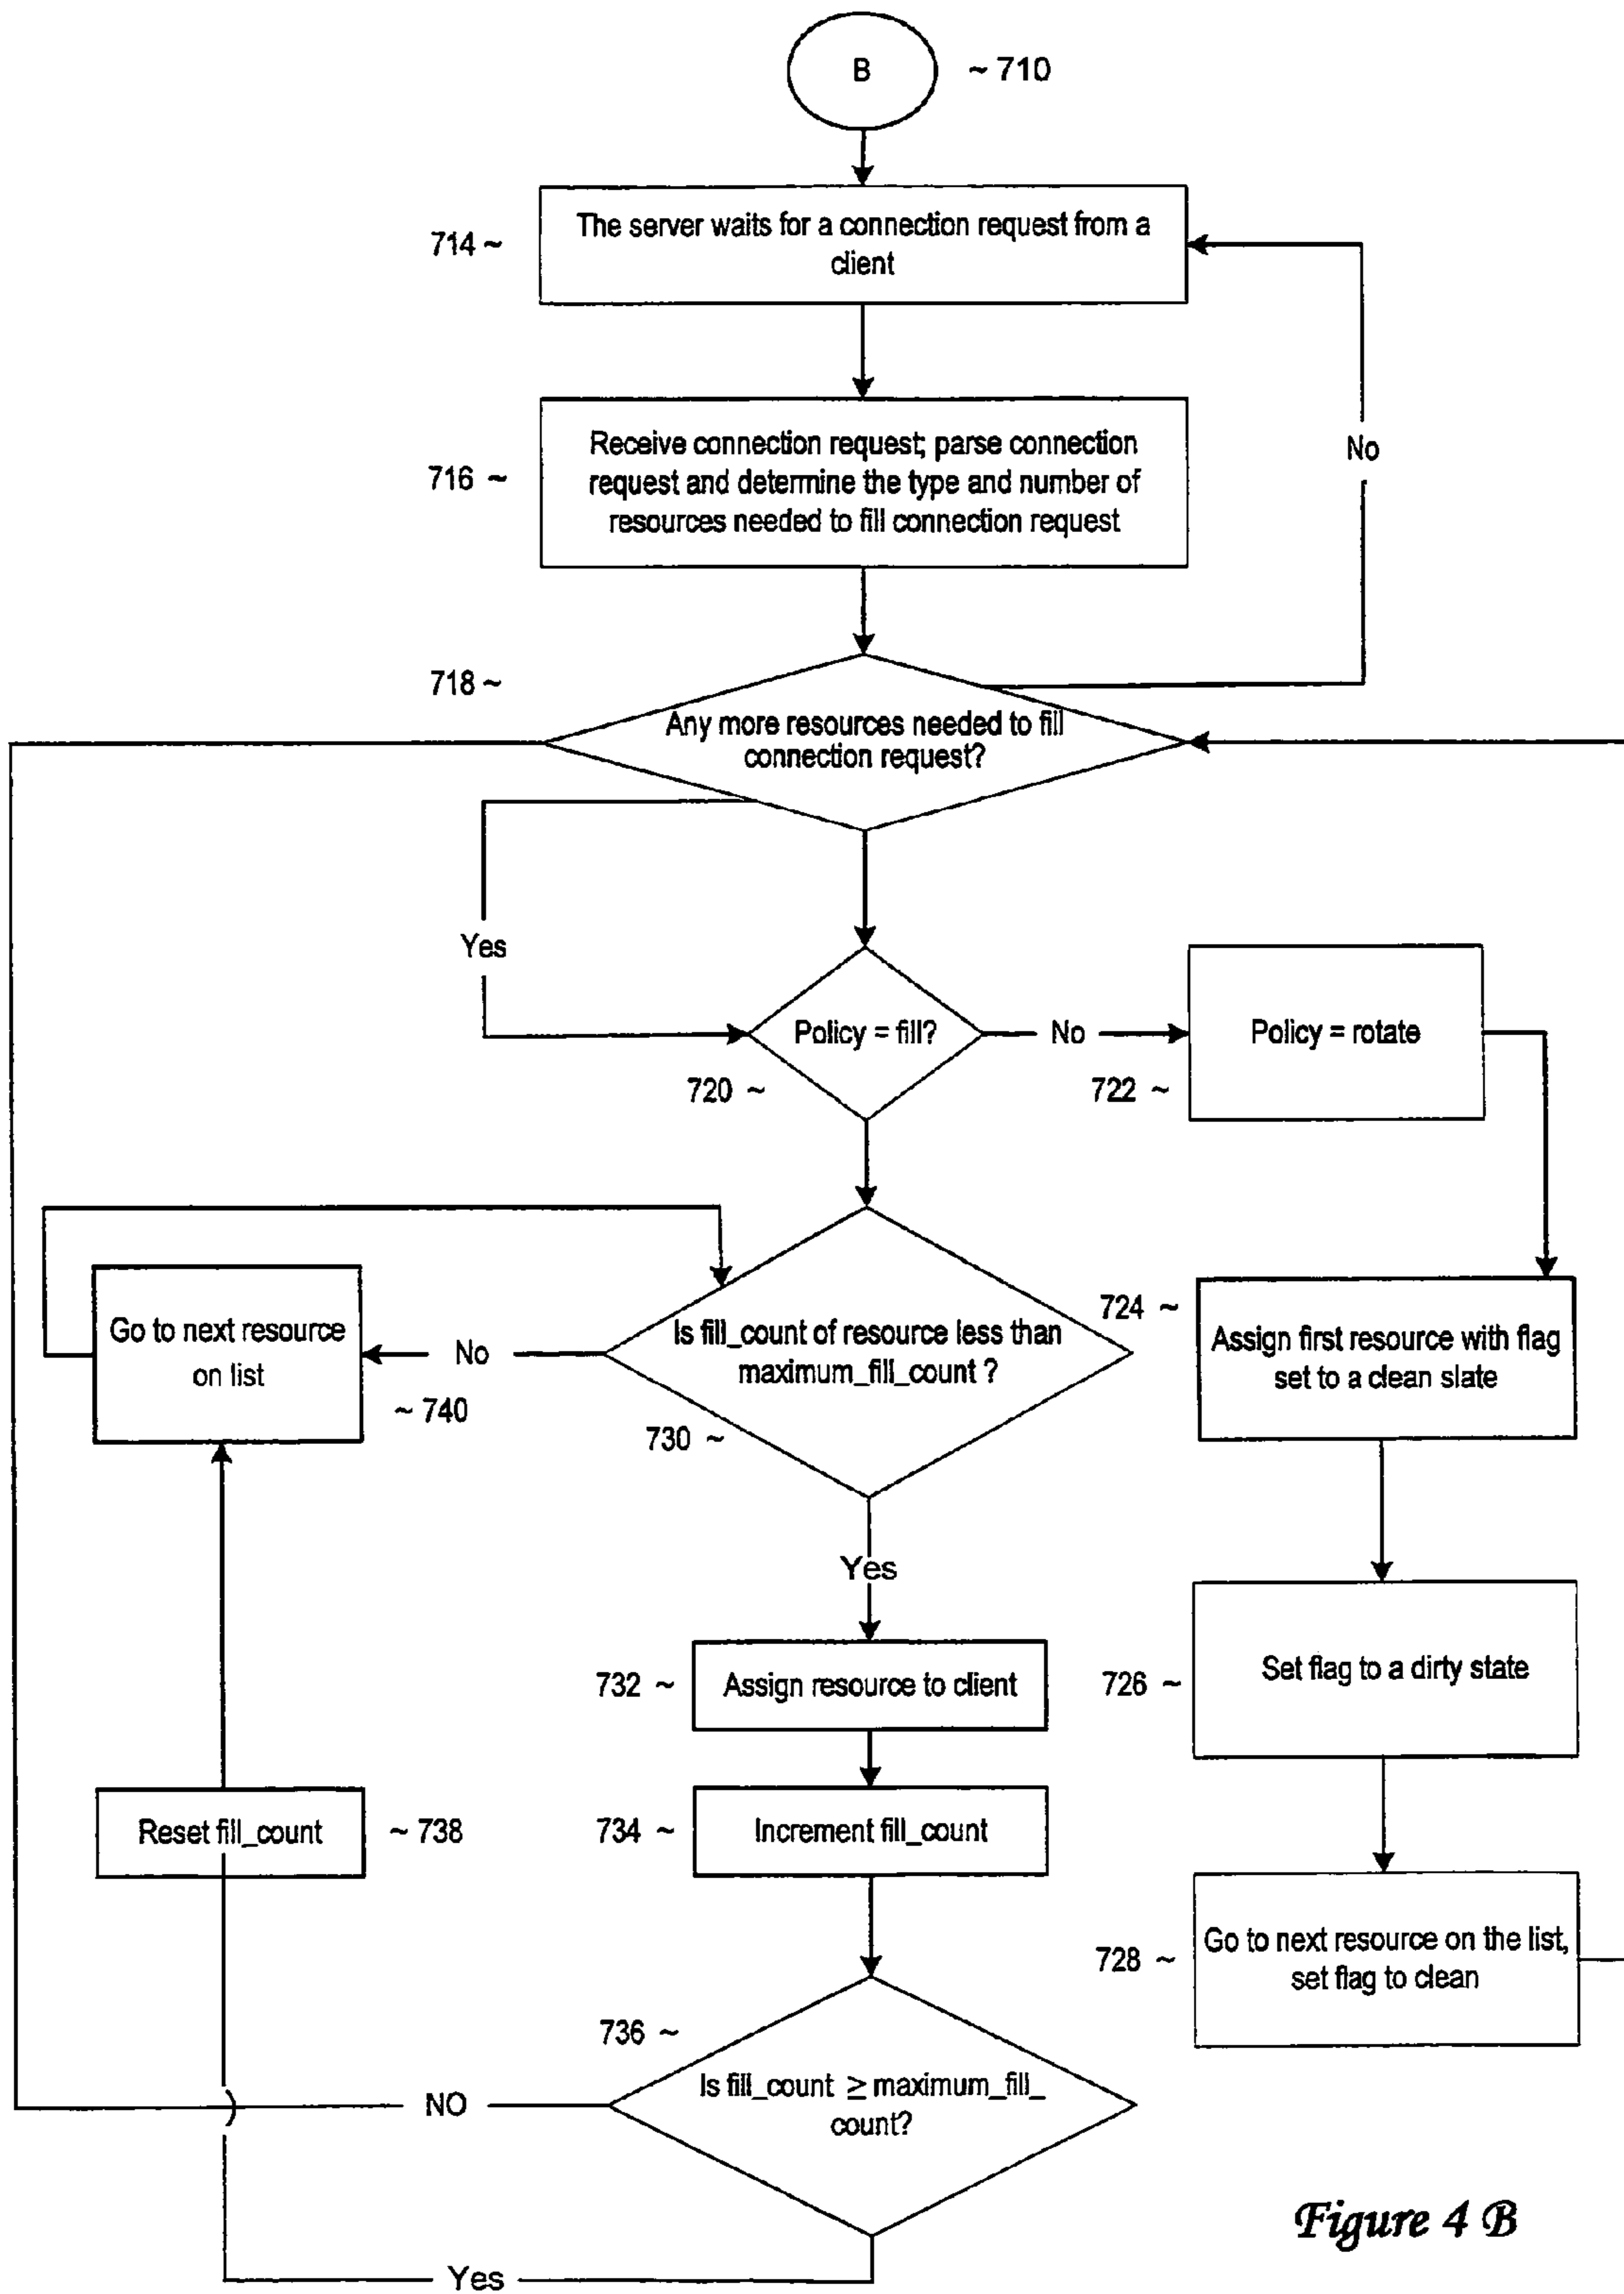 B
~ 710
714 ~
The server waits for a connection request from a
client
716 ~
Receive connection request; parse connection
request and determine the type and number of
resources needed to fill connection request
No
718 ~
Any more resources needed to fill
connection request?
Yes
Policy = fill?
720 ~
No
Policy = rotate
722 ~
Go to next resource
on list
~ 740
No
Is fill_count of resource less than
maximum_fill_count ?
730 ~
724 ~
Assign first resource with flag
set to a clean slate
Yes
732 ~
Assign resource to client
726 ~
Set flag to a dirty state
Reset fill_count
~ 738
734 ~
Increment fill_count
728 ~
Go to next resource on the list,
set flag to clean
736 ~
Is fill_count ≥ maximum_fill_
count?
NO
Yes
Figure 4 B